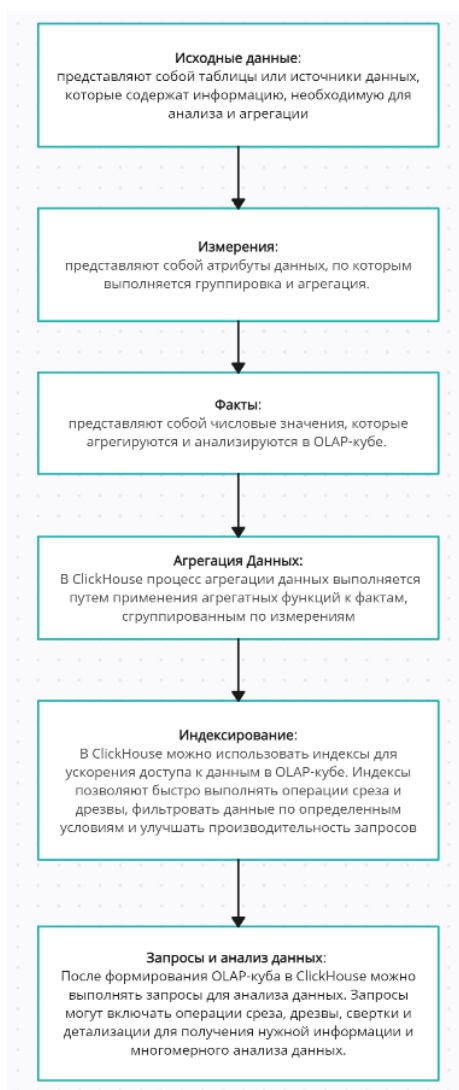 Исходные данные:
представляют собой таблицы или источники данных,
которые содержат информацию, необходимую для
анализа и агрегации
Измерения:
представляют собой атрибуты данных, по которым
выполняется группировка и агрегация.
Факты:
представляют собой числовые значения, которые
агрегируются и анализируются в OLAP-кубе.
Агрегация Данных:
В ClickHouse процесс агрегации данных выполняется
путем применения агрегатных функций к фактам,
сгруппированным по измерениям
Индексирование:
В ClickHouse можно использовать индексы для
ускорения доступа к данным в OLAP-кубе. Индексы
позволяют быстро выполнять операции среза и
дрезвы, фильтровать данные по определенным
условиям и улучшать производительность запросов
Запросы и анализ данных:
После формирования OLAP-куба в ClickHouse можно
выполнять запросы для анализа данных. Запросы
могут включать операции среза, дрезвы, свертки и
детализации для получения нужной информации и
многомерного анализа данных.